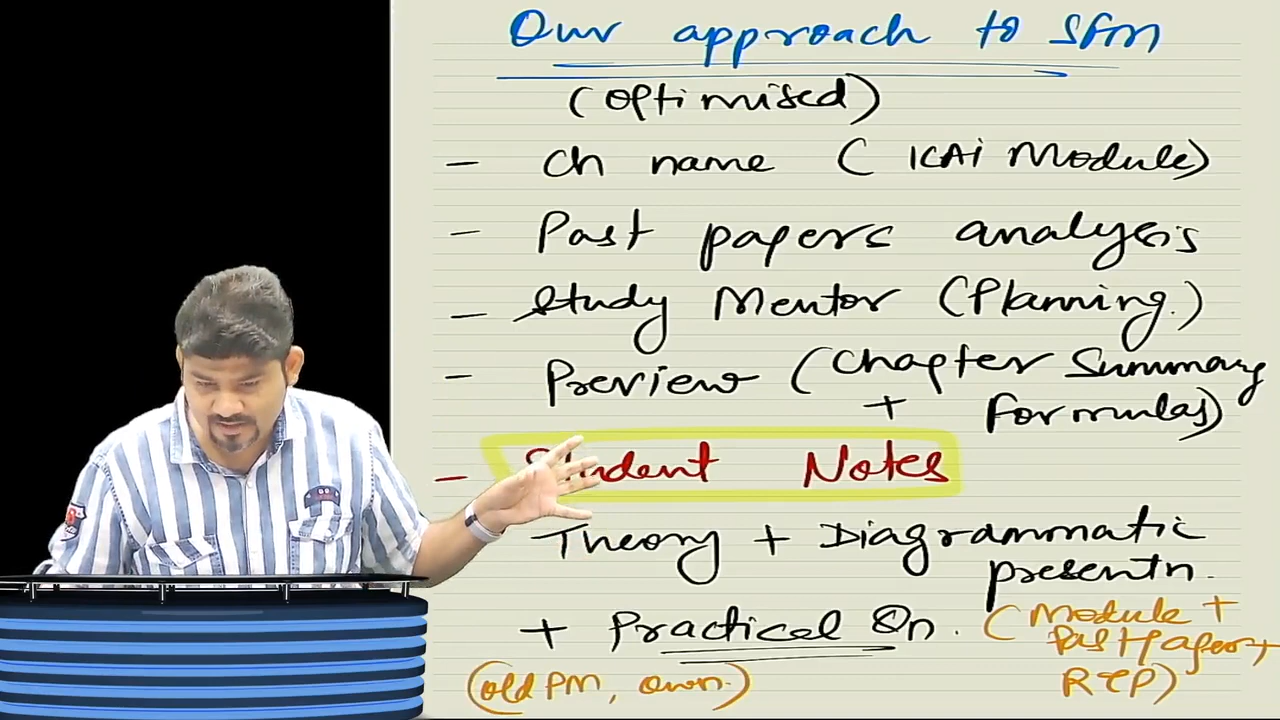 Our approach to SFM
(optimised)
- Ch name ( ICAI Module)
- Past papers analysis
- Study Mentor (Planning.)
- Preview (Chapter Summary
+ Formulas)
- Student Notes
Theory + Diagrammatic
presentn.
+ Practical Qn. ( Module +
Past Paper +
RTP)
(old PM, own.)